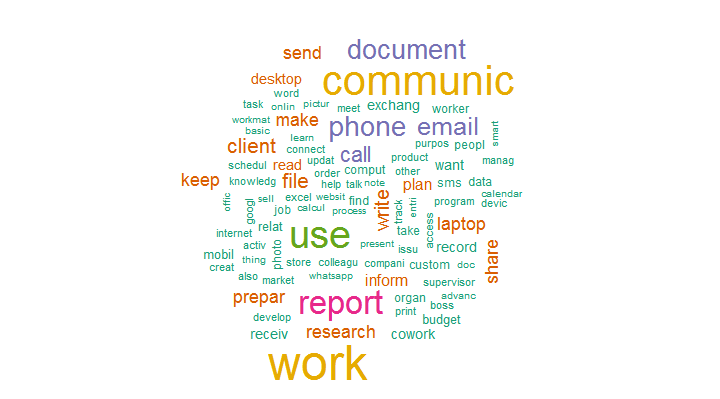 send document
desktop communic
word
task onlin pictur meet exchang worker
workmat make phone email
basic learn purpos peopl smart
client connect call product manag
schedul read updat order comput other want
keep knowledg file help talk note plan sms data
offic googl sell excel websit find write track entri program calendar
job calcul process devic
relat use take access laptop
internet present issu record
mobil activ photo
creat thing store colleagu compani custom doc share
also market whatsapp inform supervisor
prepar report organ advanc
boss
develop print budget
receiv research cowork
work